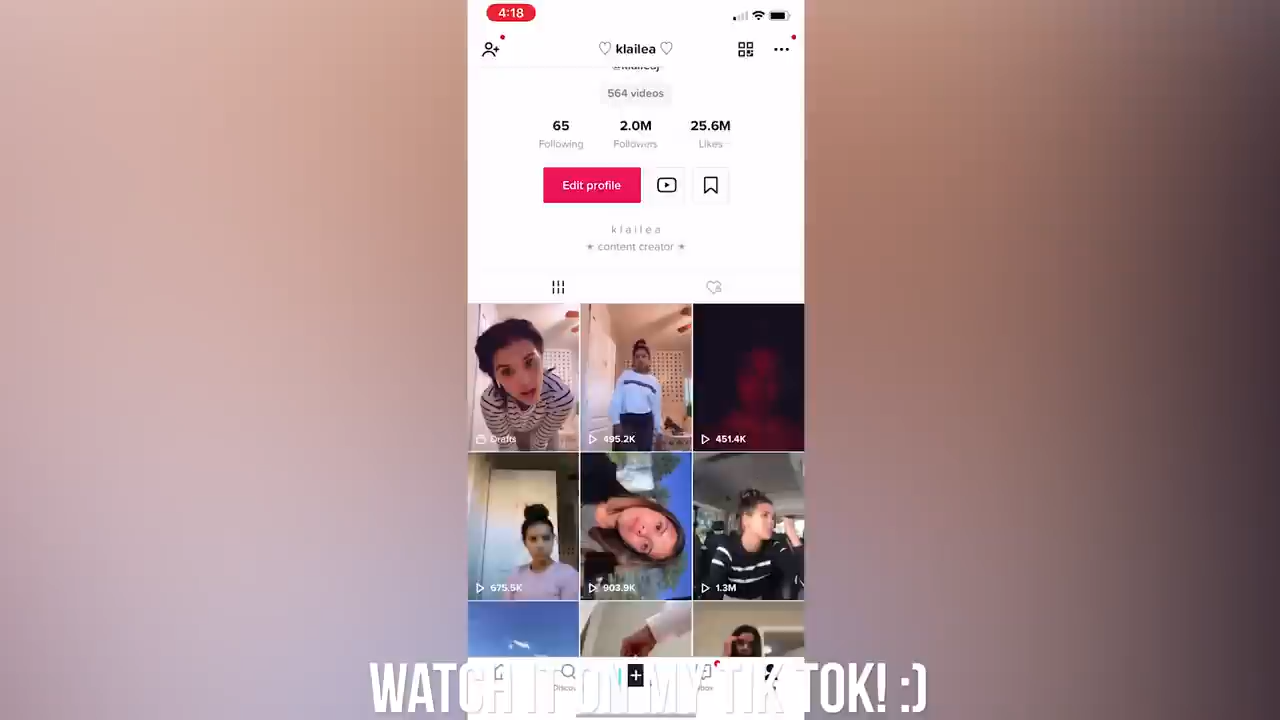 4:18
♡ klailea ♡
564 videos
65 2.0M 25.6M
Following Followers Likes
Edit profile
k l a i l e a
★ content creator ★
Drafts 495.2K 451.4K
675.5K 903.9K 1.3M
WATCH IT ON MY TIK TOK! :)